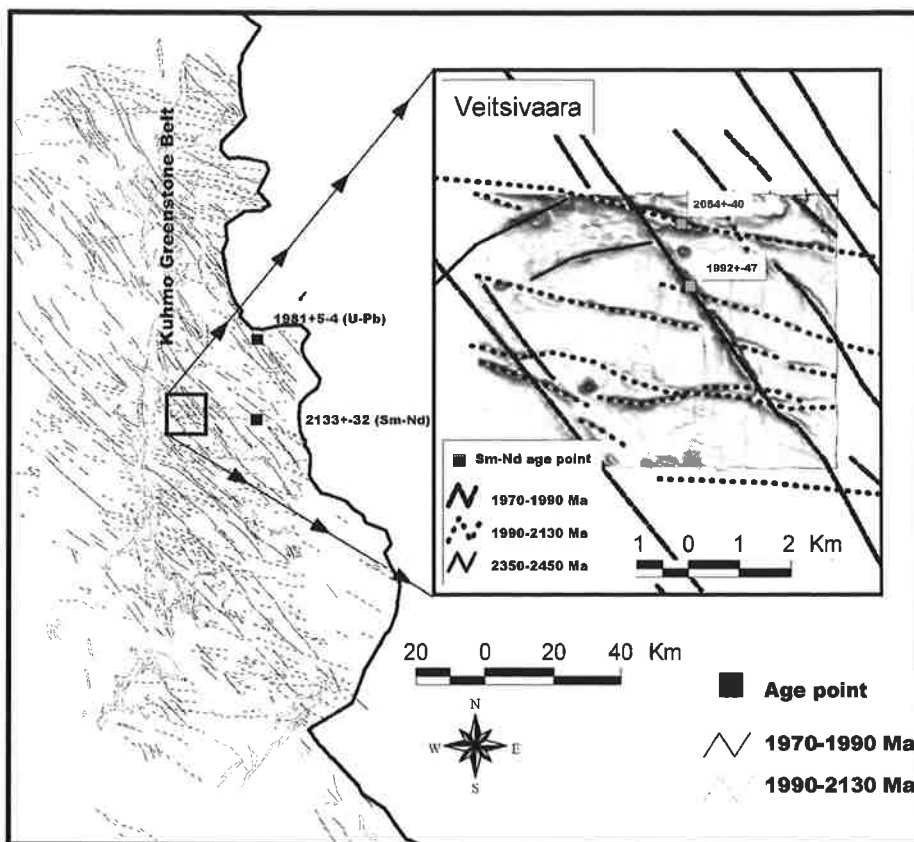 Kuhmo Greenstone Belt
1981+5-4 (U-Pb)
2133+-32 (Sm-Nd)
Veitsivaara
2064+-40
1992+-47
Sm-Nd age point
1970-1990 Ma
1990-2130 Ma
2350-2450 Ma
1 0 1 2 Km
20 0 20 40 Km
N
W E
S
Age point
1970-1990 Ma
1990-2130 Ma